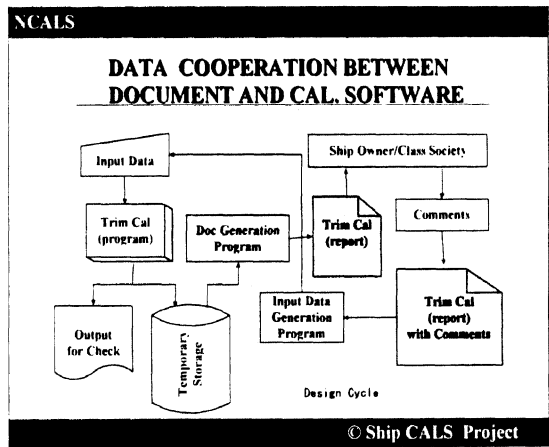 NCALS
DATA COOPERATION BETWEEN
DOCUMENT AND CAL. SOFTWARE
Input Data
Ship Owner/Class Society
Trim Cal
(program)
Doc Generation
Program
Trim Cal
(report)
Comments
Output
for Check
Temporary
Storage
Input Data
Generation
Program
Trim Cal
(report)
with Comments
Design Cycle
© Ship CALS Project